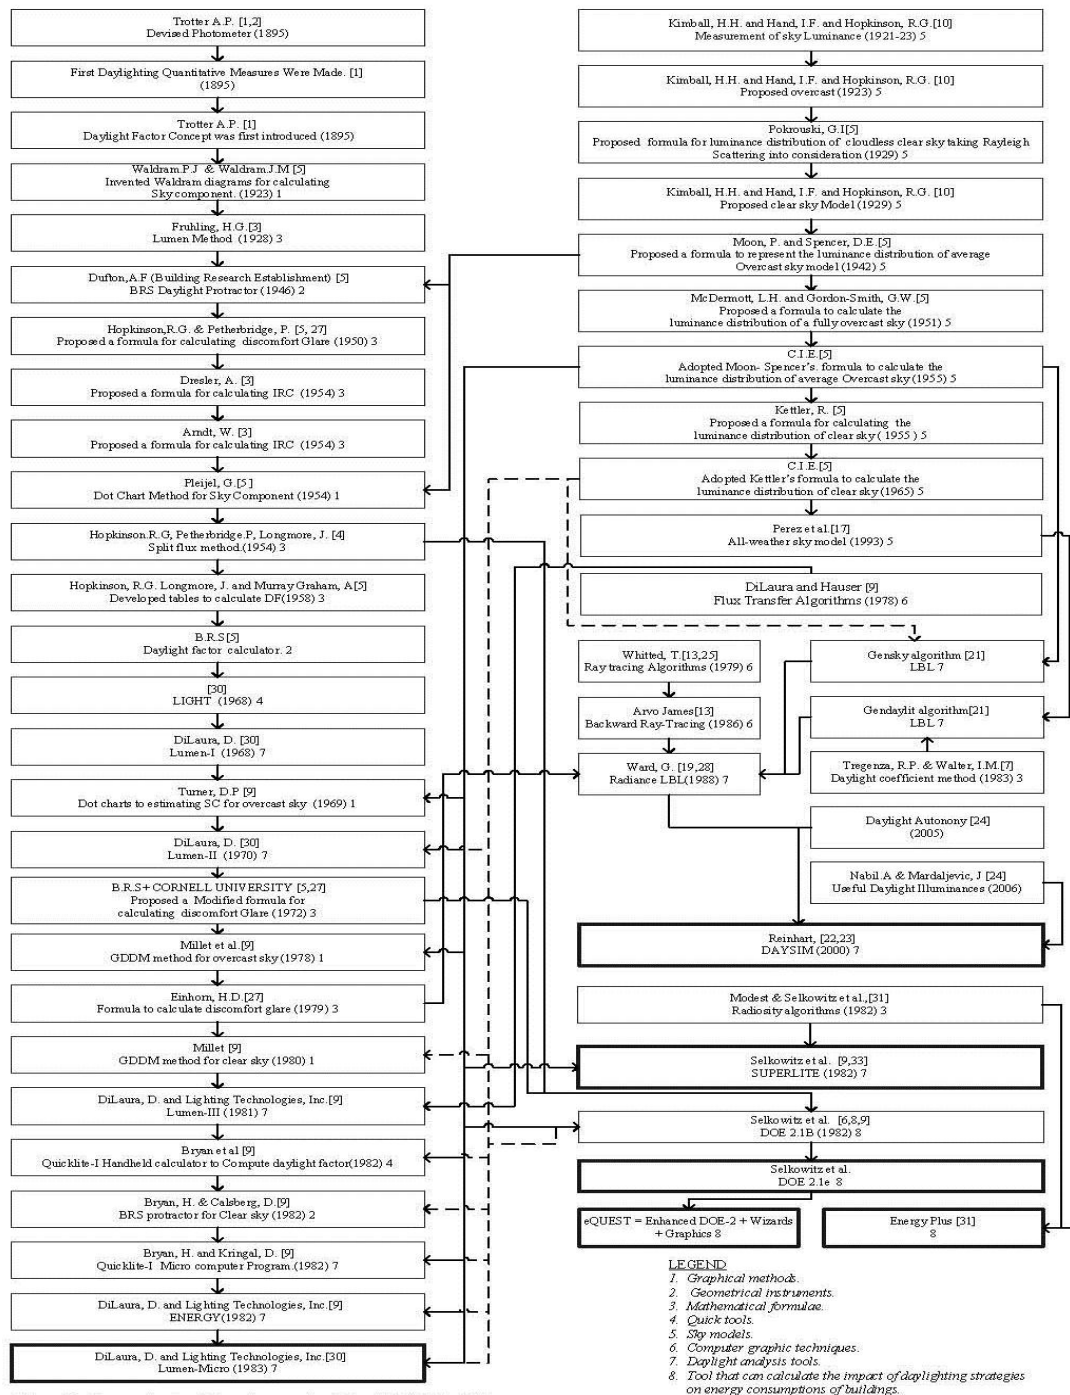 Trotter A.P. [1,2]
Devised Photometer (1895)
First Daylighting Quantitative Measures Were Made. [1]
(1895)
Trotter A.P. [1]
Daylight Factor Concept was first introduced (1895)
Waldram.P.J & Waldram.J.M [5]
Invented Waldram diagrams for calculating
Sky component. (1923) 1
Fruhling, H.G.[3]
Lumen Method (1928) 3
Dufton,A.F (Building Research Establishment) [5]
BRS Daylight Protractor (1946) 2
Hopkinson,R.G. & Petherbridge, P. [5, 27]
Proposed a formula for calculating discomfort Glare (1950) 3
Dresler, A. [3]
Proposed a formula for calculating IRC (1954) 3
Arndt, W. [3]
Proposed a formula for calculating IRC (1954) 3
Pleijel, G.[5]
Dot Chart Method for Sky Component (1954) 1
Hopkinson.R.G, Petherbridge.P, Longmore, J. [4]
Split flux method.(1954) 3
Hopkinson, R.G. Longmore, J. and Murray Graham, A[5]
Developed tables to calculate DF(1958) 3
B.R.S[5]
Daylight factor calculator. 2
[30]
LIGHT (1968) 4
DiLaura, D. [30]
Lumen-I (1968) 7
Turner, D.P [9]
Dot charts to estimating SC for overcast sky (1969) 1
DiLaura, D. [30]
Lumen-II (1970) 7
B.R.S+ CORNELL UNIVERSITY [5,27]
Proposed a Modified formula for
calculating discomfort Glare (1972) 3
Millet et al.[9]
GDDM method for overcast sky (1978) 1
Einhorn, H.D.[27]
Formula to calculate discomfort glare (1979) 3
Millet [9]
GDDM method for clear sky (1980) 1
DiLaura, D. and Lighting Technologies, Inc.[9]
Lumen-III (1981) 7
Bryan et al [9]
Quicklite-I Handheld calculator to Compute daylight factor(1982) 4
Bryan, H. & Calsberg, D.[9]
BRS protractor for Clear sky (1982) 2
Bryan, H. and Kringal, D. [9]
Quicklite-I Micro computer Program.(1982) 7
DiLaura, D. and Lighting Technologies, Inc.[9]
ENERGY(1982) 7
DiLaura, D. and Lighting Technologies, Inc.[30]
Lumen-Micro (1983) 7
Kimball, H.H. and Hand, I.F. and Hopkinson, R.G.[10]
Measurement of sky Luminance (1921-23) 5
Kimball, H.H. and Hand, I.F. and Hopkinson, R.G. [10]
Proposed overcast (1923) 5
Pokrouski, G.I[5]
Proposed formula for luminance distribution of cloudless clear sky taking Rayleigh
Scattering into consideration (1929) 5
Kimball, H.H. and Hand, I.F. and Hopkinson, R.G. [10]
Proposed clear sky Model (1929) 5
Moon, P. and Spencer, D.E.[5]
Proposed a formula to represent the luminance distribution of average
Overcast sky model (1942) 5
McDermott, L.H. and Gordon-Smith, G.W.[5]
Proposed a formula to calculate the
luminance distribution of a fully overcast sky (1951) 5
C.I.E.[5]
Adopted Moon- Spencer's. formula to calculate the
luminance distribution of average Overcast sky (1955) 5
Kettler, R. [5]
Proposed a formula for calculating the
luminance distribution of clear sky ( 1955 ) 5
C.I.E.[5]
Adopted Kettler's formula to calculate the
luminance distribution of clear sky (1965) 5
Perez et al.[17]
All-weather sky model (1993) 5
DiLaura and Hauser [9]
Flux Transfer Algorithms (1978) 6
Whitted, T.[13,25]
Ray tracing Algorithms (1979) 6
Gensky algorithm [21]
LBL 7
Arvo James[13]
Backward Ray-Tracing (1986) 6
Gendaylit algorithm[21]
LBL 7
Ward, G. [19,28]
Radiance LBL(1988) 7
Tregenza, R.P. & Walter, I.M.[7]
Daylight coefficient method (1983) 3
Daylight Autonony [24]
(2005)
Nabil.A & Mardaljevic, J [24]
Useful Daylight Illuminances (2006)
Reinhart, [22,23]
DAYSIM (2000) 7
Modest & Selkowitz et al.,[31]
Radiosity algorithms (1982) 3
Selkowitz et al. [9,33]
SUPERLITE (1982) 7
Selkowitz et al. [6,8,9]
DOE 2.1B (1982) 8
Selkowitz et al.
DOE 2.1e 8
eQUEST = Enhanced DOE-2 + Wizards
+ Graphics 8
Energy Plus [31]
8
LEGEND
1. Graphical methods.
2. Geometrical instruments.
3. Mathematical formulae.
4. Quick tools.
5. Sky models.
6. Computer graphic techniques.
7. Daylight analysis tools.
8. Tool that can calculate the impact of daylighting strategies
on energy consumptions of buildings.